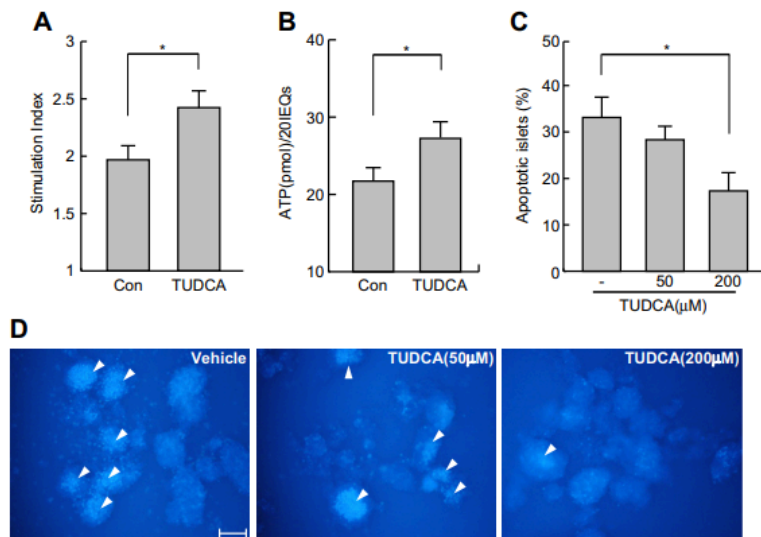 A
Stimulation Index
3
2.5
2
1.5
1
*
Con TUDCA
B
ATP(pmol)/20IEQs
40
30
20
10
*
Con TUDCA
C
Apoptotic islets (%)
50
40
30
20
10
0
*
- 50 200
TUDCA(μM)
D
Vehicle
TUDCA(50μM)
TUDCA(200μM)